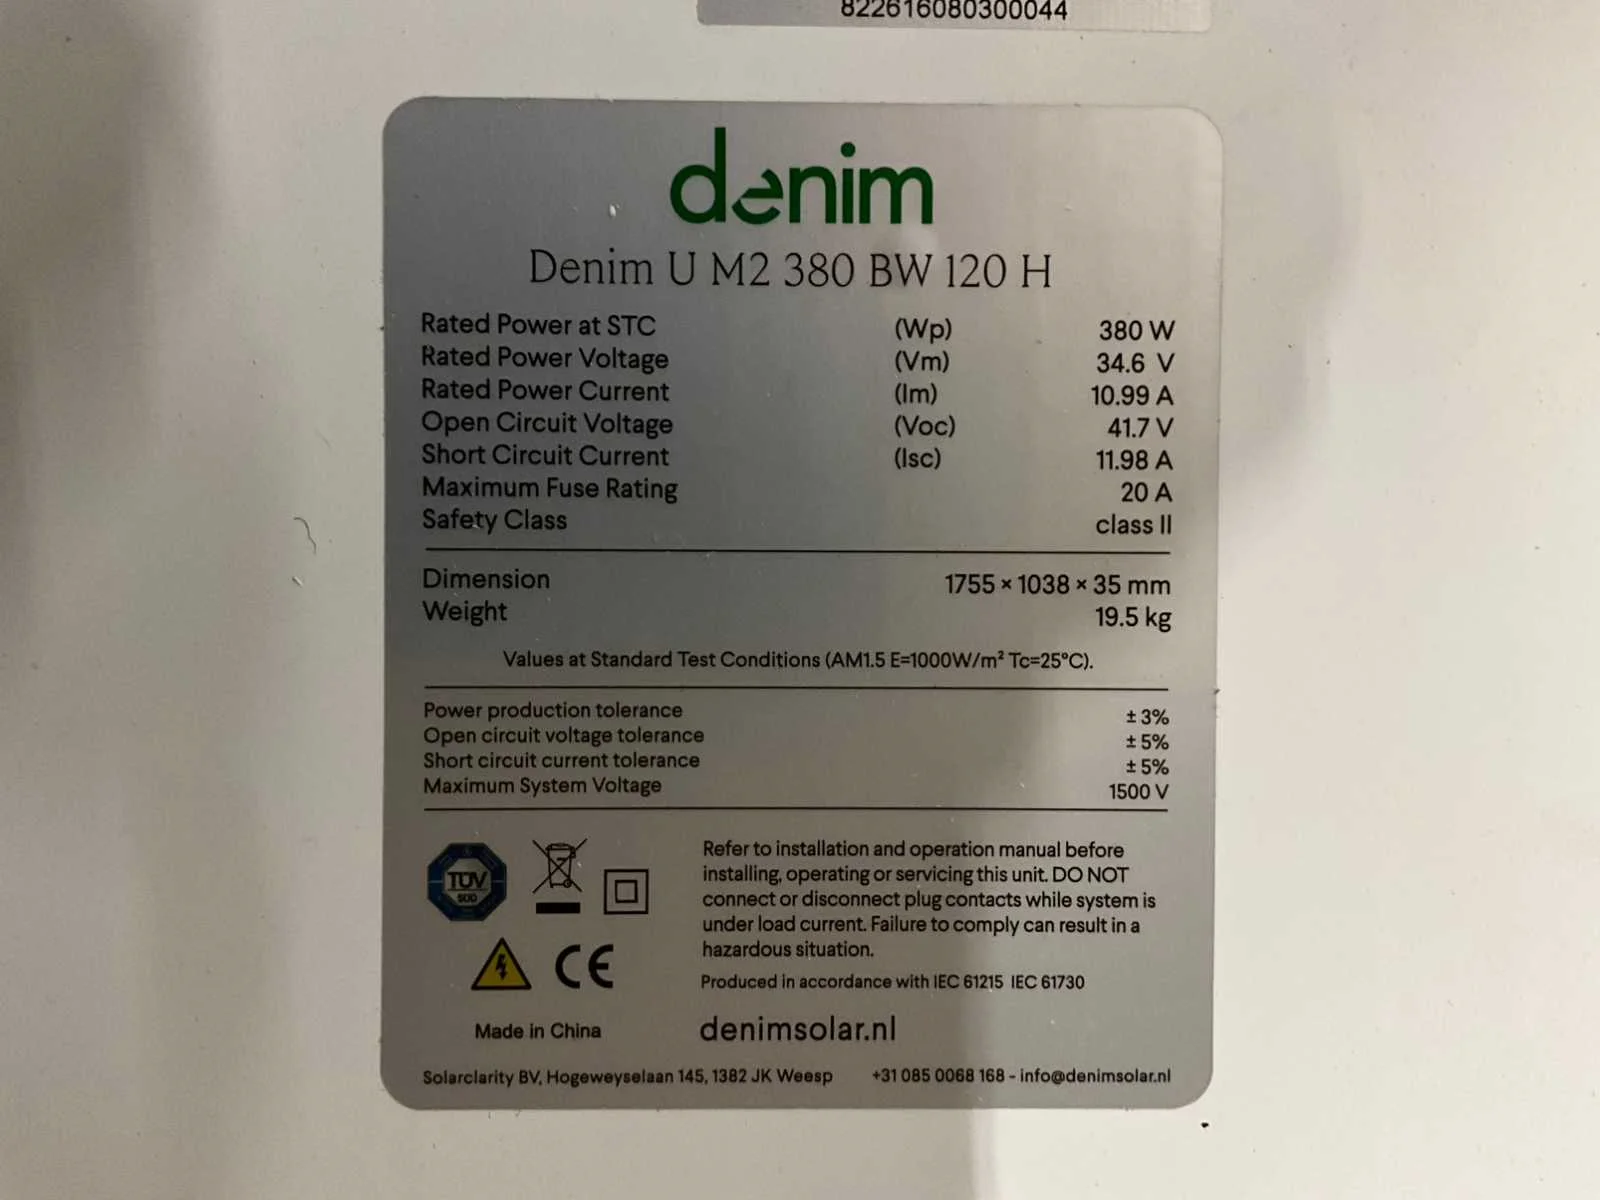 822616080300044
denim
Denim U M2 380 BW 120 H
Rated Power at STC (Wp) 380 W
Rated Power Voltage (Vm) 34.6 V
Rated Power Current (Im) 10.99 A
Open Circuit Voltage (Voc) 41.7 V
Short Circuit Current (Isc) 11.98 A
Maximum Fuse Rating 20 A
Safety Class class II
Dimension 1755 × 1038 × 35 mm
Weight 19.5 kg
Values at Standard Test Conditions (AM1.5 E=1000W/m² Tc=25°C).
Power production tolerance ± 3%
Open circuit voltage tolerance ± 5%
Short circuit current tolerance ± 5%
Maximum System Voltage 1500 V
TÜV
SÜD
CE
Refer to installation and operation manual before
installing, operating or servicing this unit. DO NOT
connect or disconnect plug contacts while system is
under load current. Failure to comply can result in a
hazardous situation.
Produced in accordance with IEC 61215 IEC 61730
Made in China
denimsolar.nl
Solarclarity BV, Hogeweyselaan 145, 1382 JK Weesp +31 085 0068 168 - info@denimsolar.nl